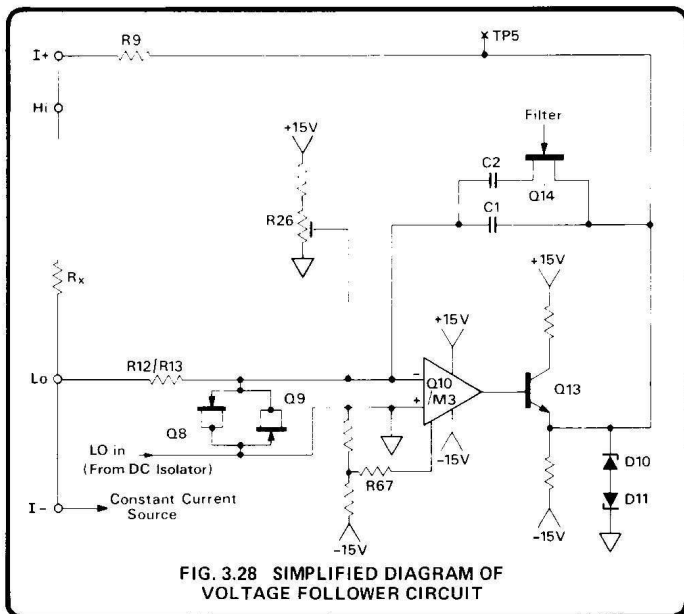 I+
R9
TP5
Hi
Filter
+15V
C2
Q14
C1
R26
+15V
Rx
+15V
Lo
R12/R13
−
Q10
/M3
+
Q13
Q8
Q9
LO in
(From DC Isolator)
−15V
R67
D10
D11
I−
Constant Current
Source
−15V
−15V
FIG. 3.28 SIMPLIFIED DIAGRAM OF
VOLTAGE FOLLOWER CIRCUIT